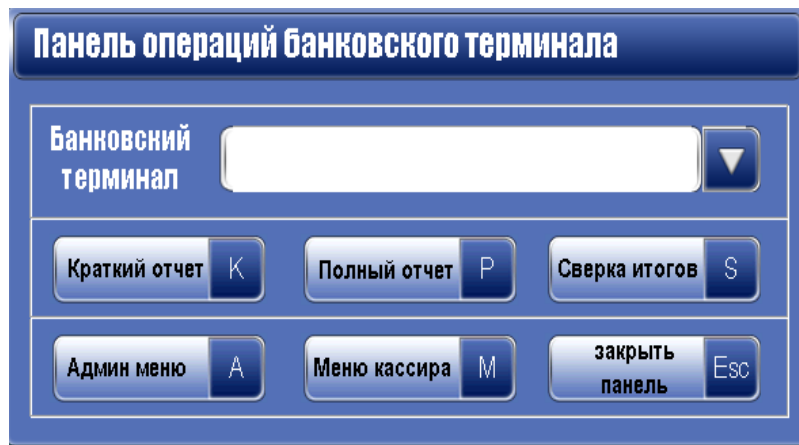 Панель операций банковского терминала
Банковский
терминал
Краткий отчет K
Полный отчет P
Сверка итогов S
Админ меню A
Меню кассира M
закрыть
панель Esc